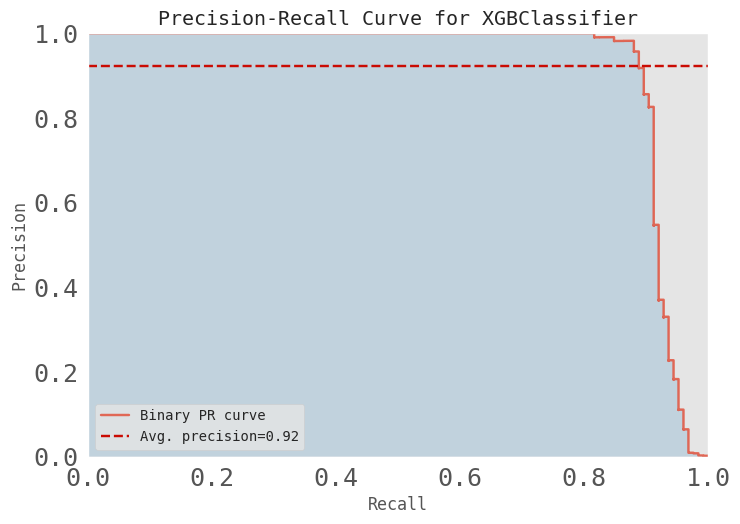 Precision-Recall Curve for XGBClassifier
1.0
0.8
0.6
0.4
0.2
0.0
Precision
Binary PR curve
Avg. precision=0.92
0.0 0.2 0.4 0.6 0.8 1.0
Recall